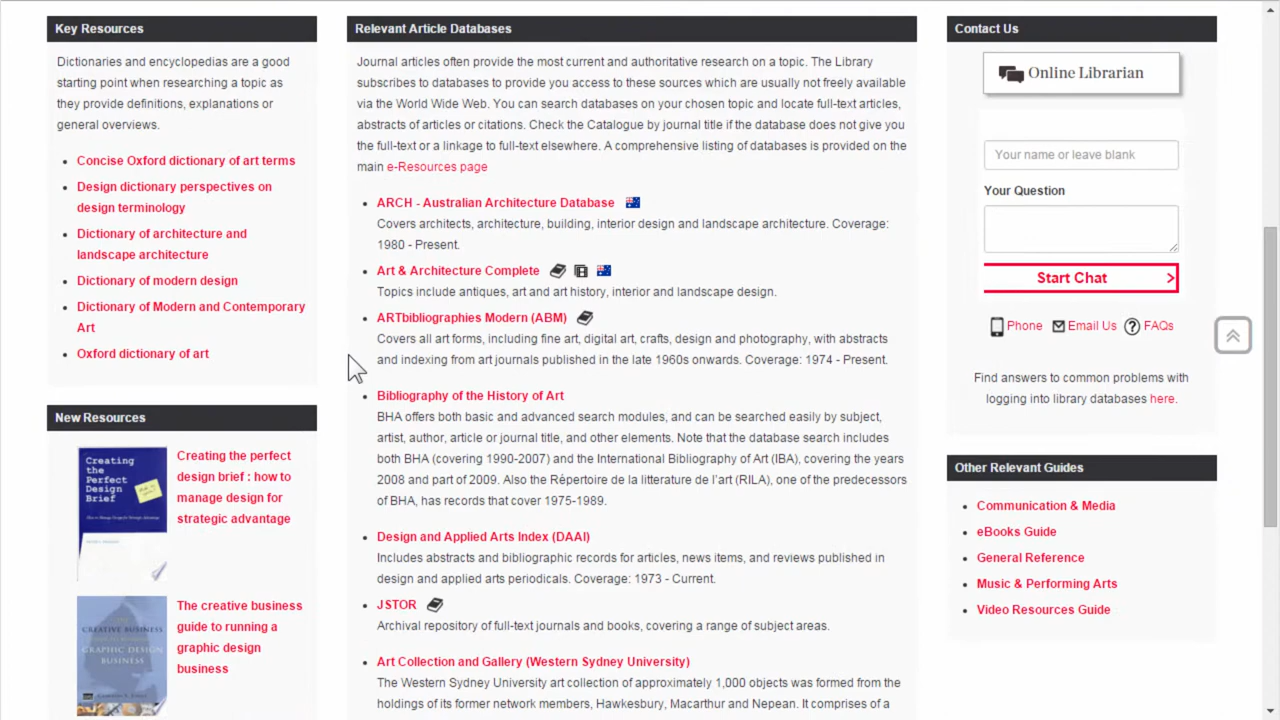 Key Resources
Dictionaries and encyclopedias are a good
starting point when researching a topic as
they provide definitions, explanations or
general overviews.
Concise Oxford dictionary of art terms
Design dictionary perspectives on
design terminology
Dictionary of architecture and
landscape architecture
Dictionary of modern design
Dictionary of Modern and Contemporary
Art
Oxford dictionary of art
New Resources
Creating
the
Perfect
Design
Brief
Creating the perfect
design brief : how to
manage design for
strategic advantage
CREATIVE BUSINESS
GUIDE TO RUNNING A
GRAPHIC DESIGN
BUSINESS
The creative business
guide to running a
graphic design
business
Relevant Article Databases
Journal articles often provide the most current and authoritative research on a topic. The Library
subscribes to databases to provide you access to these sources which are usually not freely available
via the World Wide Web. You can search databases on your chosen topic and locate full-text articles,
abstracts of articles or citations. Check the Catalogue by journal title if the database does not give you
the full-text or a linkage to full-text elsewhere. A comprehensive listing of databases is provided on the
main e-Resources page
ARCH - Australian Architecture Database
Covers architects, architecture, building, interior design and landscape architecture. Coverage:
1980 - Present.
Art & Architecture Complete
Topics include antiques, art and art history, interior and landscape design.
ARTbibliographies Modern (ABM)
Covers all art forms, including fine art, digital art, crafts, design and photography, with abstracts
and indexing from art journals published in the late 1960s onwards. Coverage: 1974 - Present.
Bibliography of the History of Art
BHA offers both basic and advanced search modules, and can be searched easily by subject,
artist, author, article or journal title, and other elements. Note that the database search includes
both BHA (covering 1990-2007) and the International Bibliography of Art (IBA), covering the years
2008 and part of 2009. Also the Répertoire de la litterature de l'art (RILA), one of the predecessors
of BHA, has records that cover 1975-1989.
Design and Applied Arts Index (DAAI)
Includes abstracts and bibliographic records for articles, news items, and reviews published in
design and applied arts periodicals. Coverage: 1973 - Current.
JSTOR
Archival repository of full-text journals and books, covering a range of subject areas.
Art Collection and Gallery (Western Sydney University)
The Western Sydney University art collection of approximately 1,000 objects was formed from the
holdings of its former network members, Hawkesbury, Macarthur and Nepean. It comprises of a
Contact Us
Online Librarian
Your name or leave blank
Your Question
Start Chat >
Phone Email Us ? FAQs
Find answers to common problems with
logging into library databases here.
Other Relevant Guides
Communication & Media
eBooks Guide
General Reference
Music & Performing Arts
Video Resources Guide